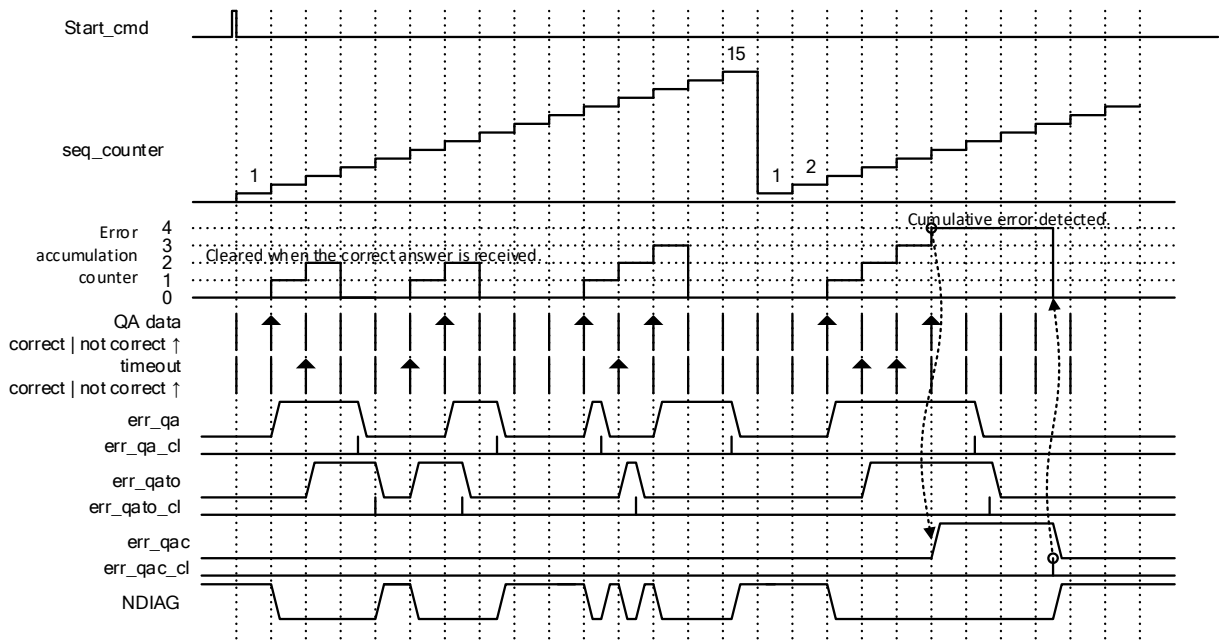 Start_cmd
15
seq_counter
1
1
2
Cumulative error detected.
Error
accumulation
counter
4
3
2
1
0
Cleared when the correct answer is received.
QA data
correct | not correct ↑
timeout
correct | not correct ↑
err_qa
err_qa_cl
err_qato
err_qato_cl
err_qac
err_qac_cl
NDIAG